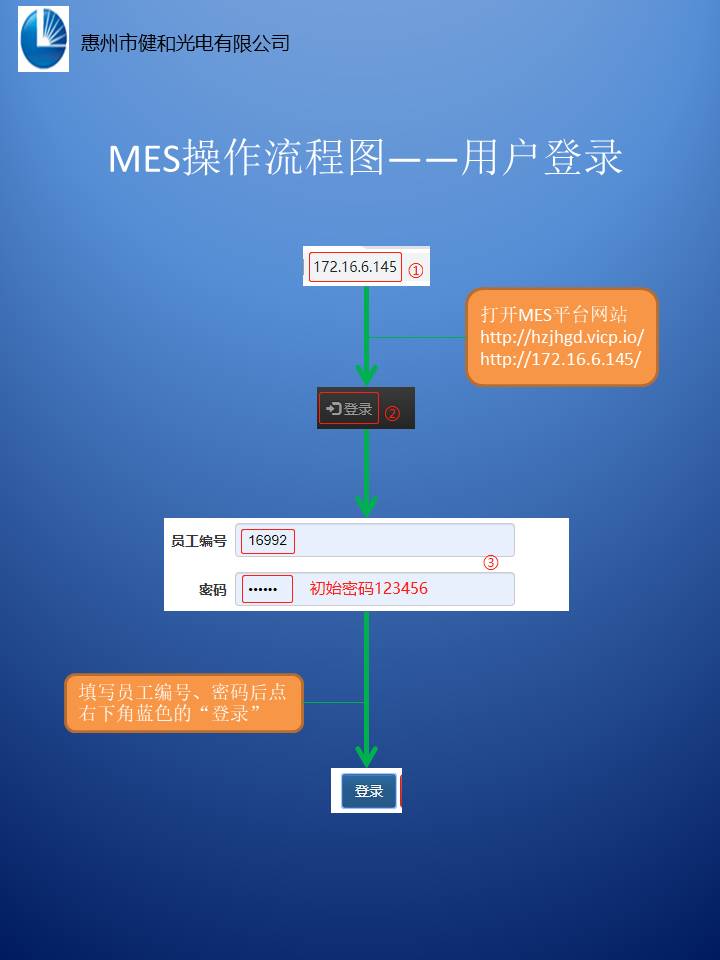 惠州市健和光电有限公司
MES操作流程图——用户登录
172.16.6.145 ①
打开MES平台网站
http://hzjhgd.vicp.io/
http://172.16.6.145/
登录 ②
员工编号 16992
③
密码 •••••• 初始密码123456
填写员工编号、密码后点
右下角蓝色的“登录”
登录